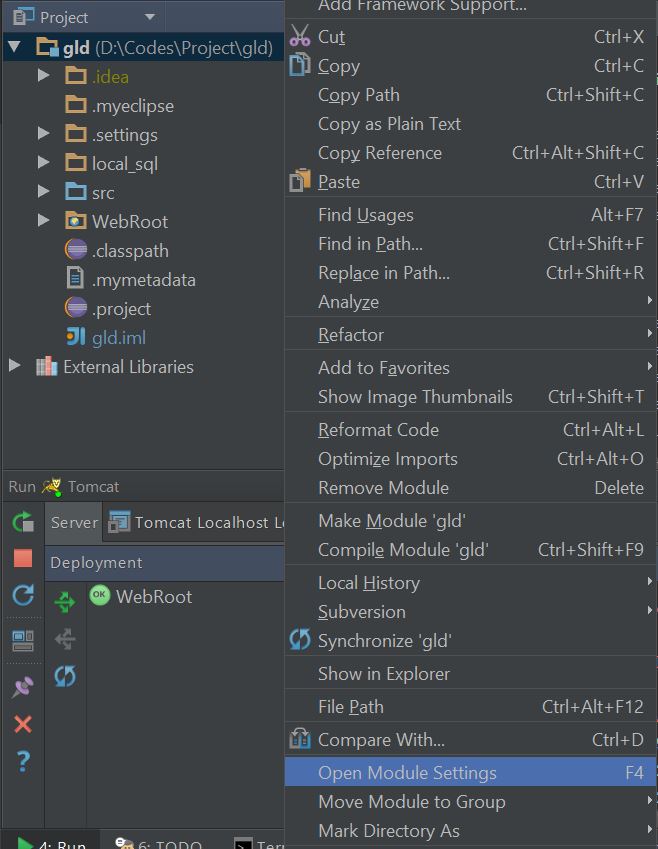 Project
gld (D:\Codes\Project\gld)
.idea
.myeclipse
.settings
local_sql
src
WebRoot
.classpath
.mymetadata
.project
gld.iml
External Libraries
Run Tomcat
Server
Tomcat Localhost
Deployment
OK WebRoot
?
4: Run
6: TODO
Add Framework Support...
Cut Ctrl+X
Copy Ctrl+C
Copy Path Ctrl+Shift+C
Copy as Plain Text
Copy Reference Ctrl+Alt+Shift+C
Paste Ctrl+V
Find Usages Alt+F7
Find in Path... Ctrl+Shift+F
Replace in Path... Ctrl+Shift+R
Analyze
Refactor
Add to Favorites
Show Image Thumbnails Ctrl+Shift+T
Reformat Code Ctrl+Alt+L
Optimize Imports Ctrl+Alt+O
Remove Module Delete
Make Module 'gld'
Compile Module 'gld' Ctrl+Shift+F9
Local History
Subversion
Synchronize 'gld'
Show in Explorer
File Path Ctrl+Alt+F12
Compare With... Ctrl+D
Open Module Settings F4
Move Module to Group
Mark Directory As